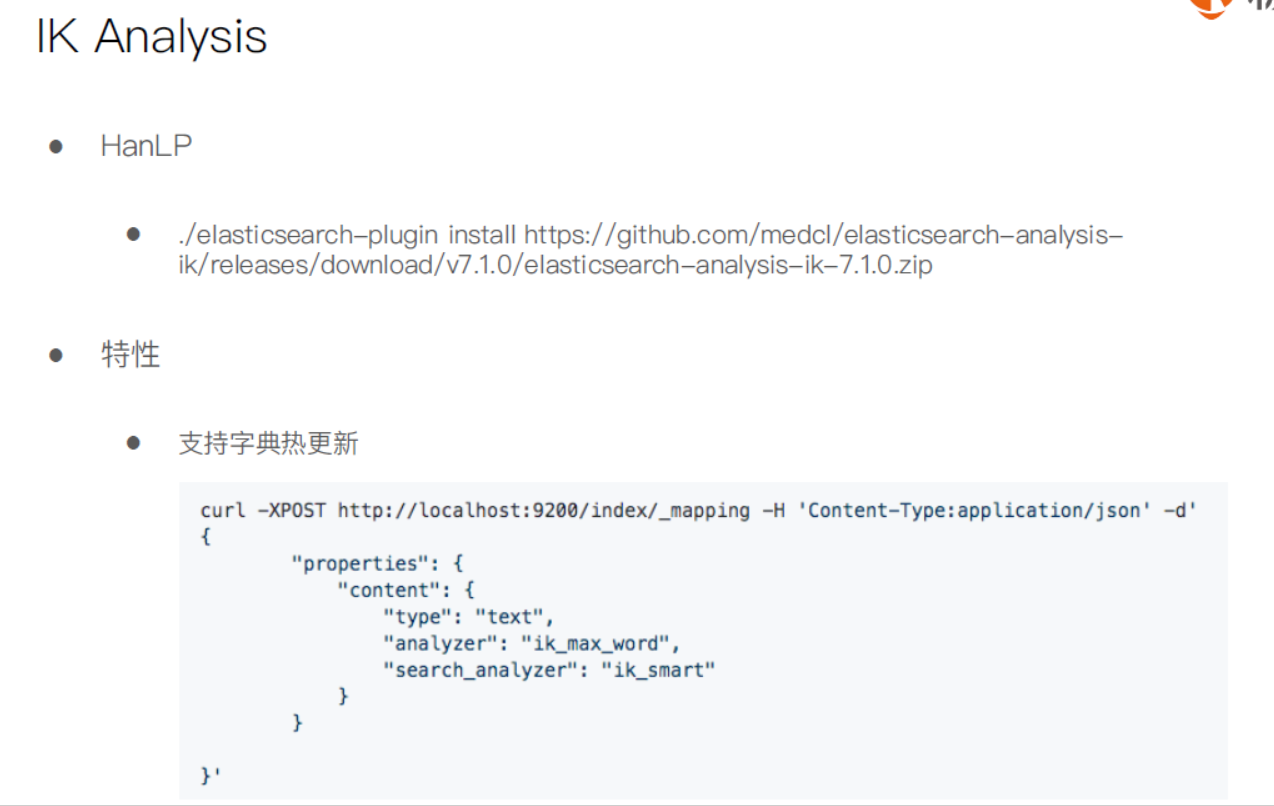 IK Analysis
● HanLP
● ./elasticsearch–plugin install https://github.com/medcl/elasticsearch–analysis–
ik/releases/download/v7.1.0/elasticsearch–analysis–ik–7.1.0.zip
● 特性
● 支持字典热更新
curl -XPOST http://localhost:9200/index/_mapping -H 'Content-Type:application/json' -d'
{
        "properties": {
            "content": {
                "type": "text",
                "analyzer": "ik_max_word",
                "search_analyzer": "ik_smart"
            }
        }
}'